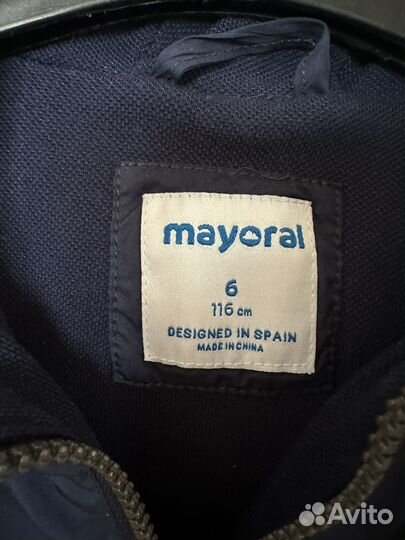 mayoral
6
116 cm
DESIGNED IN SPAIN
MADE IN CHINA
Avito